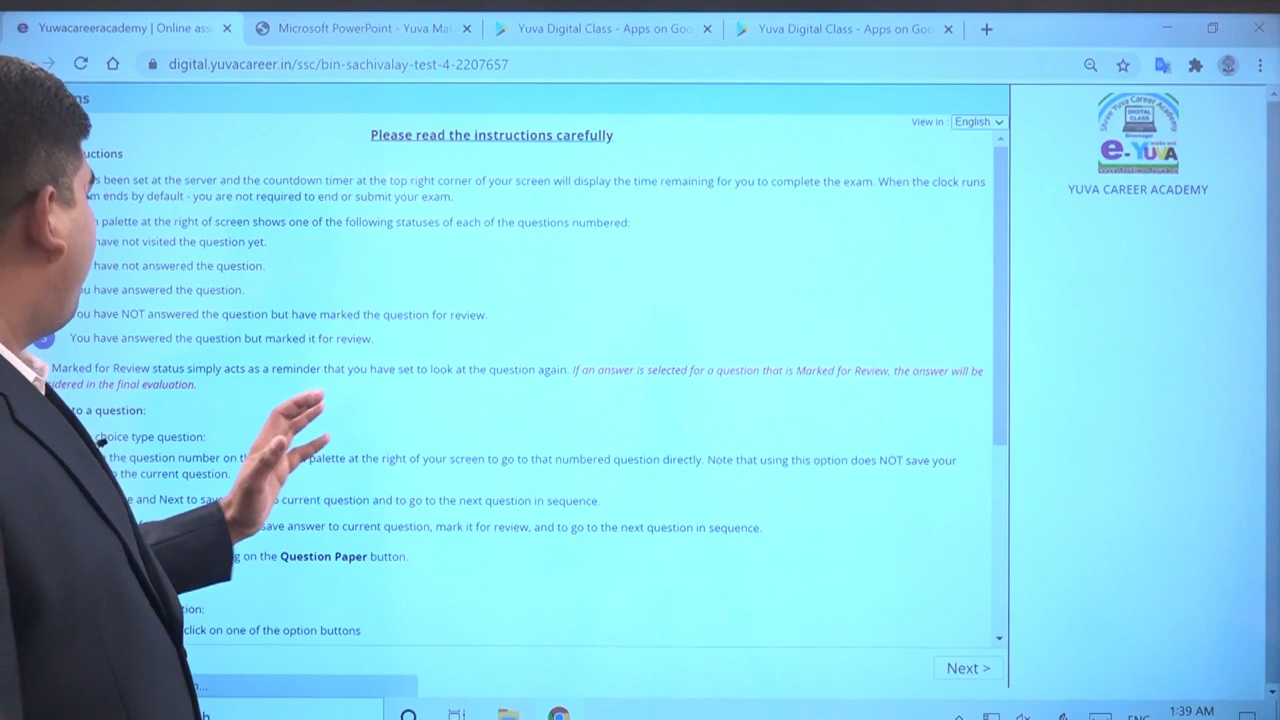 Yuwacareeracademy | Online ass
Microsoft PowerPoint - Yuva Mat
Yuva Digital Class - Apps on Goo
Yuva Digital Class - Apps on Goo
digital.yuvacareer.in/ssc/bin-sachivalay-test-4-2207657
ns
View in : English
Please read the instructions carefully
uctions
s been set at the server and the countdown timer at the top right corner of your screen will display the time remaining for you to complete the exam. When the clock runs
m ends by default - you are not required to end or submit your exam.
palette at the right of screen shows one of the following statuses of each of the questions numbered:
have not visited the question yet.
have not answered the question.
u have answered the question.
ou have NOT answered the question but have marked the question for review.
You have answered the question but marked it for review.
Marked for Review status simply acts as a reminder that you have set to look at the question again. If an answer is selected for a question that is Marked for Review, the answer will be
dered in the final evaluation.
to a question:
choice type question:
the question number on th palette at the right of your screen to go to that numbered question directly. Note that using this option does NOT save your
the current question.
e and Next to save current question and to go to the next question in sequence.
save answer to current question, mark it for review, and to go to the next question in sequence.
g on the Question Paper button.
ion:
click on one of the option buttons
Next >
DIGITAL
CLASS
e-YUVA
YUVA CAREER ACADEMY
ENG
1:39 AM